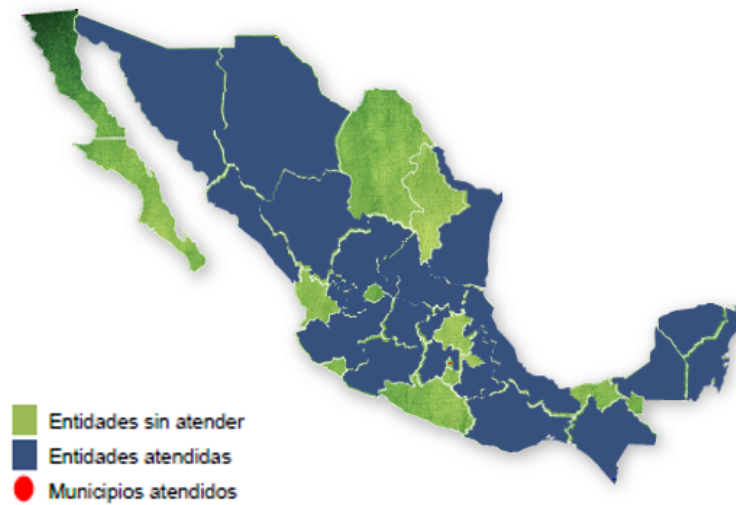 Entidades sin atender
Entidades atendidas
Municipios atendidos